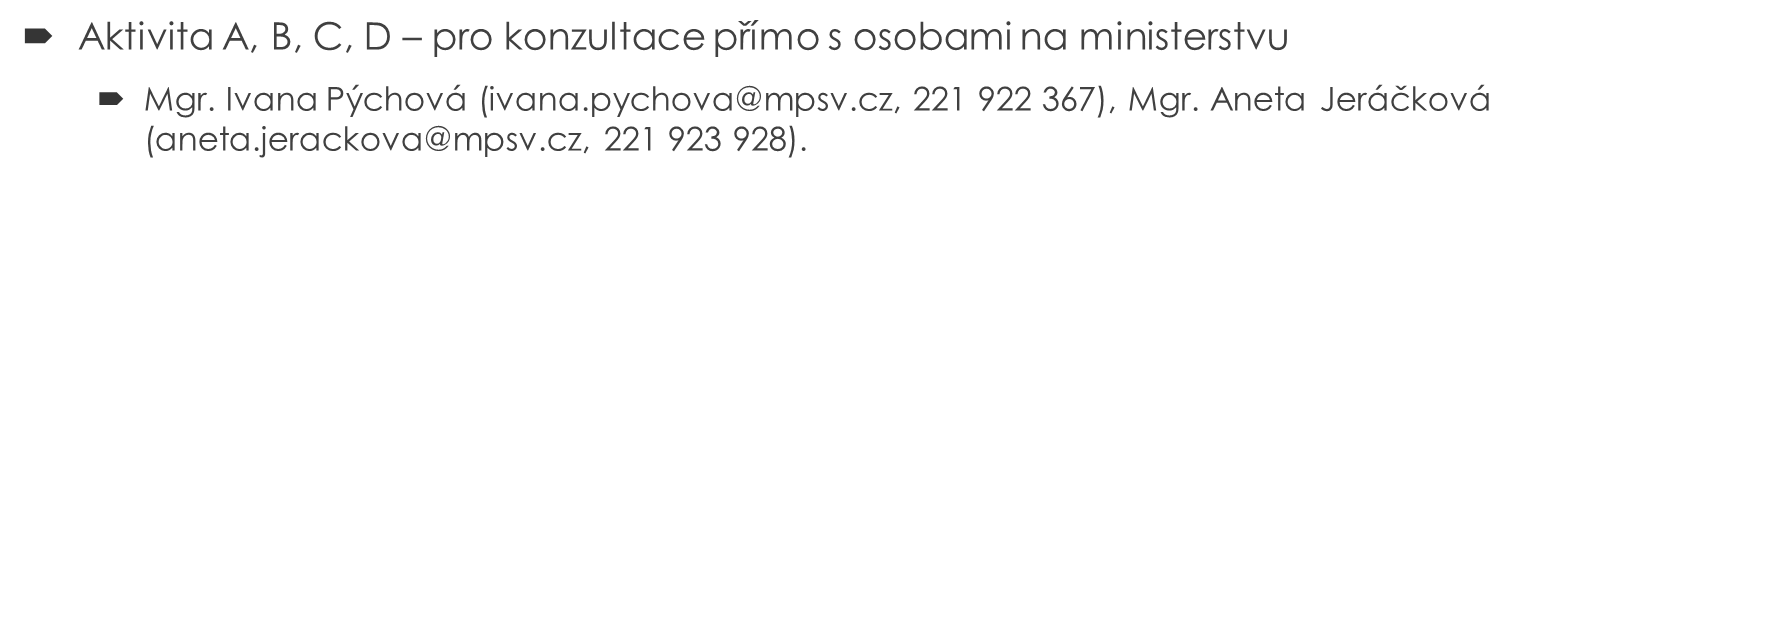 Aktivita A, B, C, D – pro konzultace přímo s osobami na ministerstvu
Mgr. Ivana Pýchová (ivana.pychova@mpsv.cz, 221 922 367), Mgr. Aneta Jeráčková
(aneta.jerackova@mpsv.cz, 221 923 928).